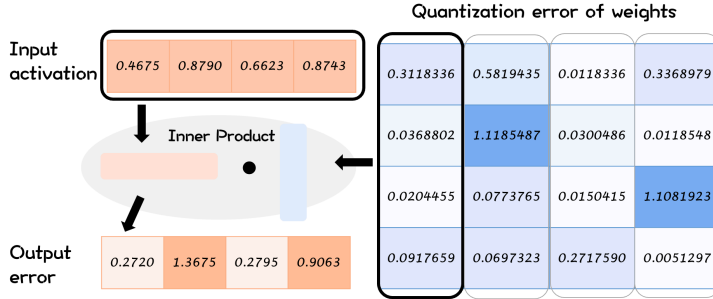 Quantization error of weights
Input
activation
0.4675 0.8790 0.6623 0.8743
Inner Product
Output
error
0.2720 1.3675 0.2795 0.9063
0.3118336 0.5819435 0.0118336 0.3368979
0.0368802 1.1185487 0.0300486 0.0118548
0.0204455 0.0773765 0.0150415 1.1081923
0.0917659 0.0697323 0.2717590 0.0051297